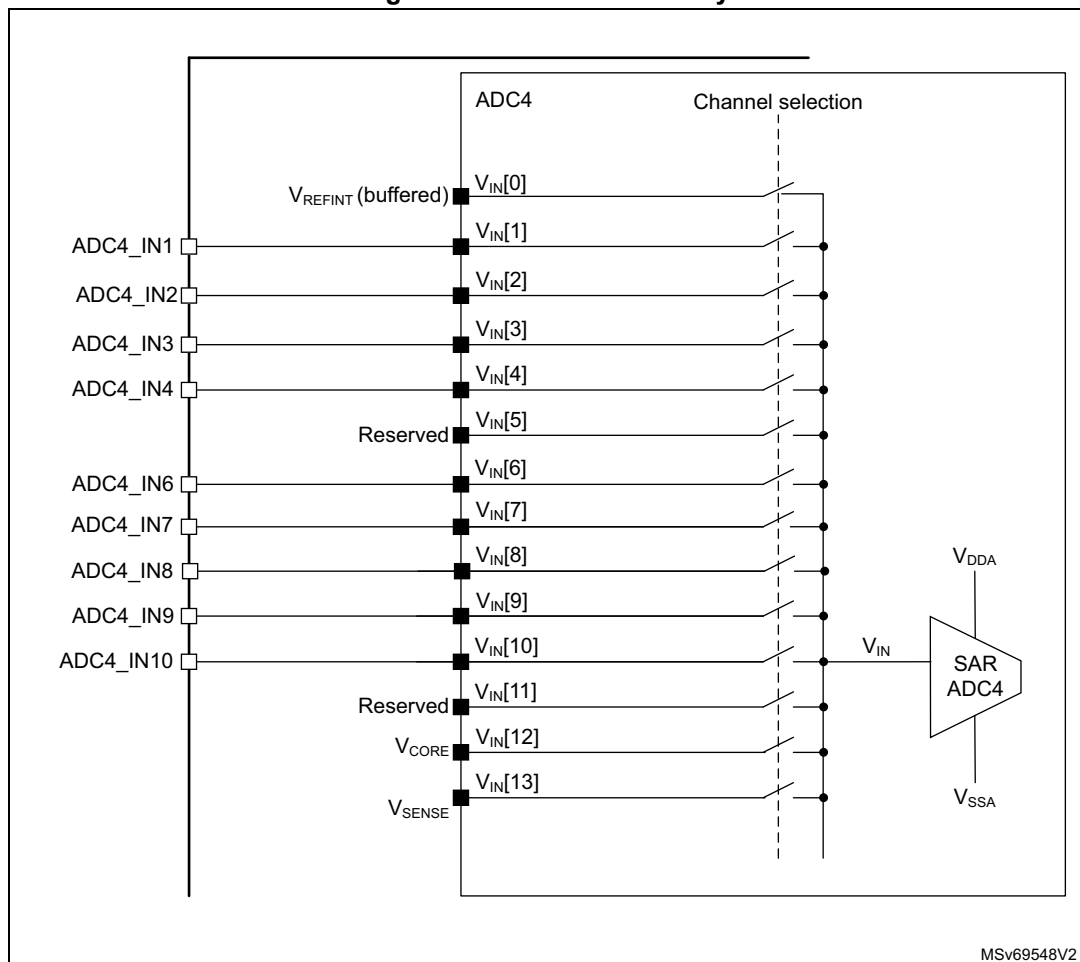 ADC4
Channel selection
VREFINT (buffered)
VIN[0]
ADC4_IN1
VIN[1]
ADC4_IN2
VIN[2]
ADC4_IN3
VIN[3]
ADC4_IN4
VIN[4]
Reserved
VIN[5]
ADC4_IN6
VIN[6]
ADC4_IN7
VIN[7]
ADC4_IN8
VIN[8]
VDDA
ADC4_IN9
VIN[9]
ADC4_IN10
VIN[10]
VIN
SAR
ADC4
Reserved
VIN[11]
VCORE
VIN[12]
VSENSE
VIN[13]
VSSA
MSv69548V2